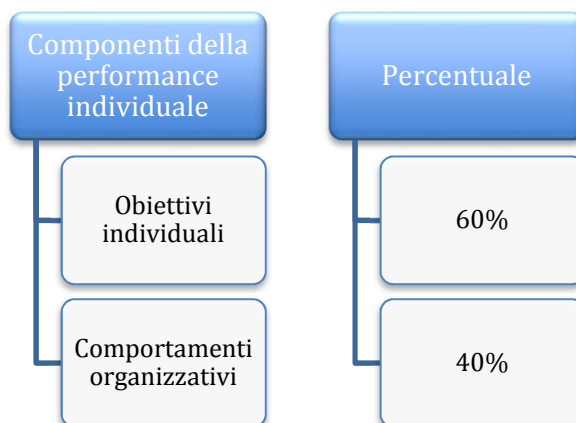 Componenti della
performance
individuale
Percentuale
Obiettivi
individuali
60%
Comportamenti
organizzativi
40%